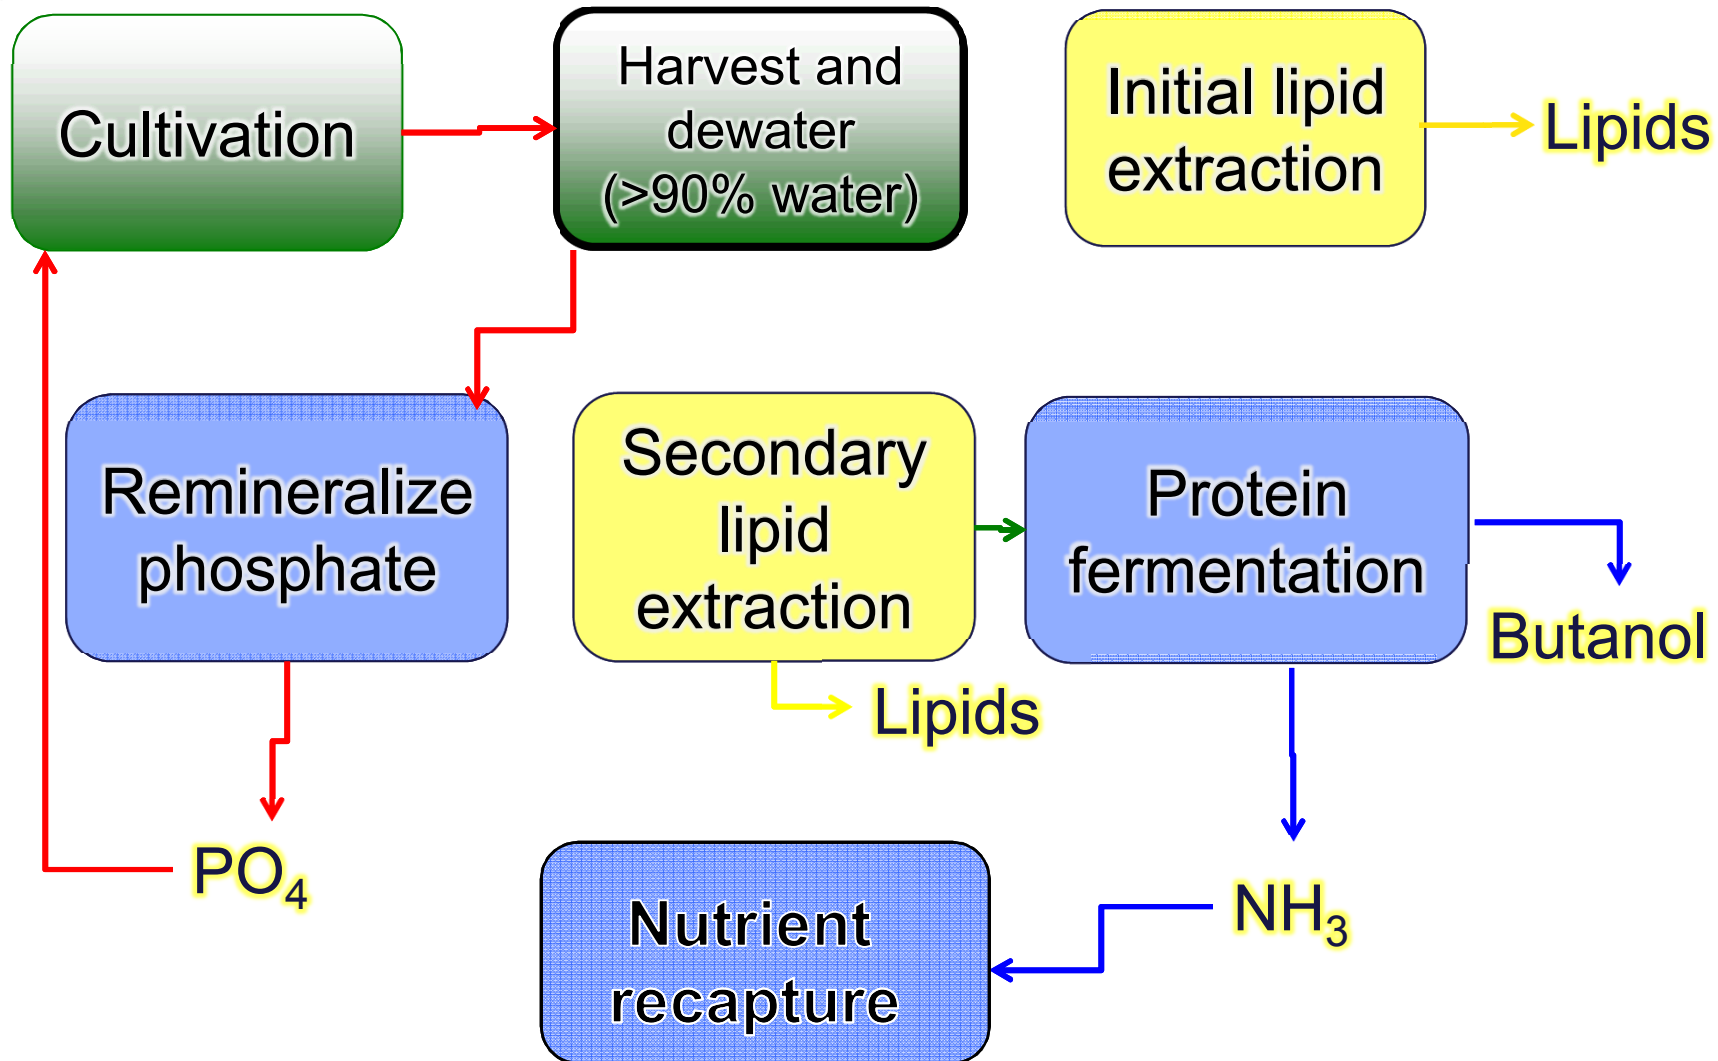 Cultivation
Harvest and
dewater
(>90% water)
Initial lipid
extraction
Lipids
Remineralize
phosphate
Secondary
lipid
extraction
Protein
fermentation
Butanol
Lipids
PO₄
NH₃
Nutrient
recapture